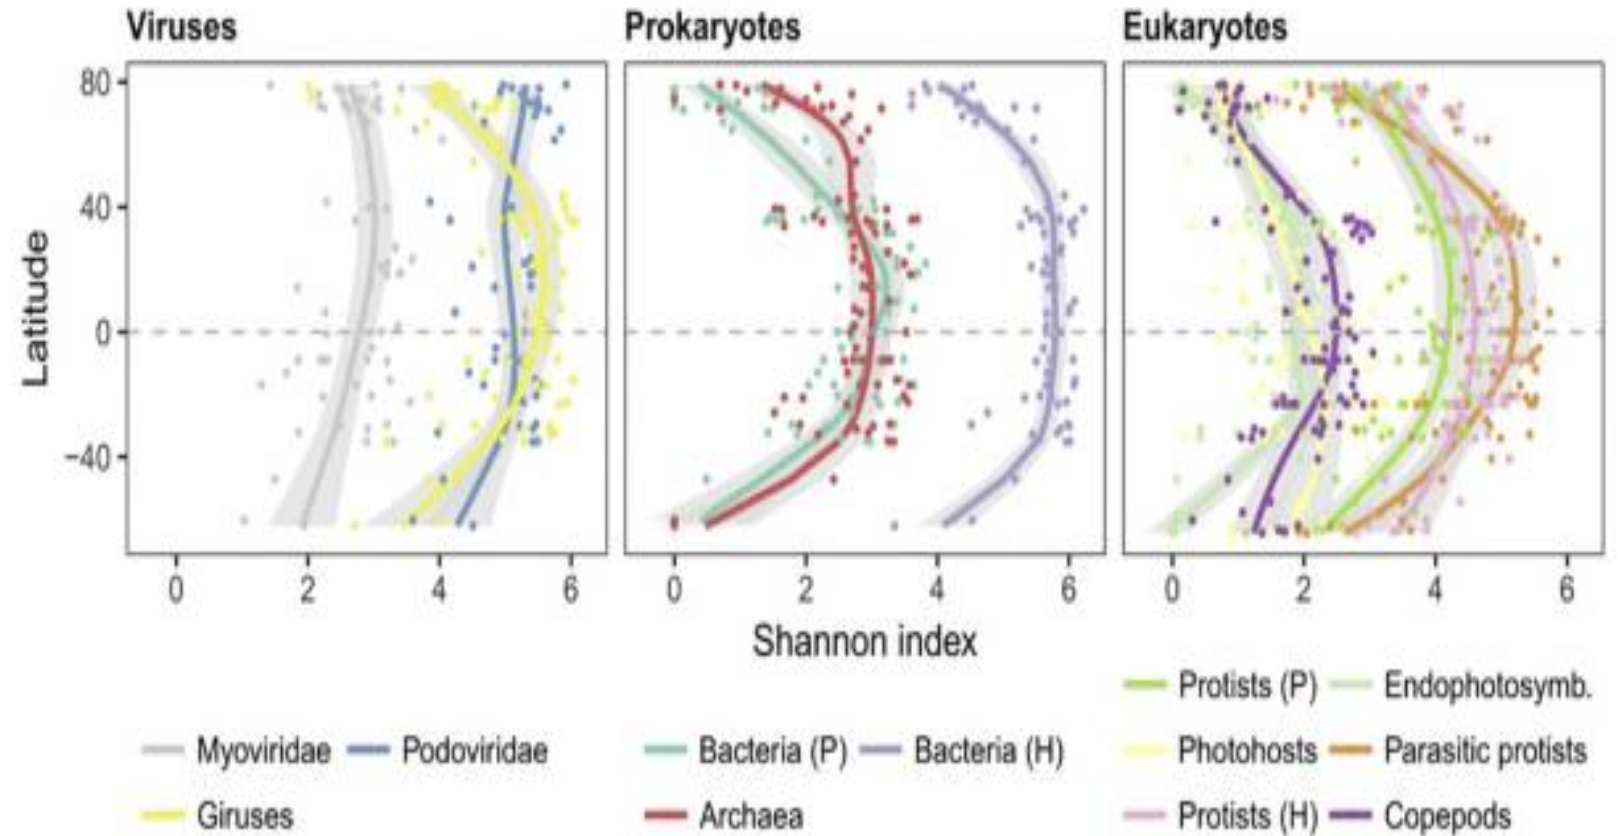 Viruses Prokaryotes Eukaryotes
80
40
0
−40
Latitude
0 2 4 6 0 2 4 6 0 2 4 6
Shannon index
Protists (P) Endophotosymb.
Myoviridae Podoviridae Bacteria (P) Bacteria (H) Photohosts Parasitic protists
Giruses Archaea Protists (H) Copepods